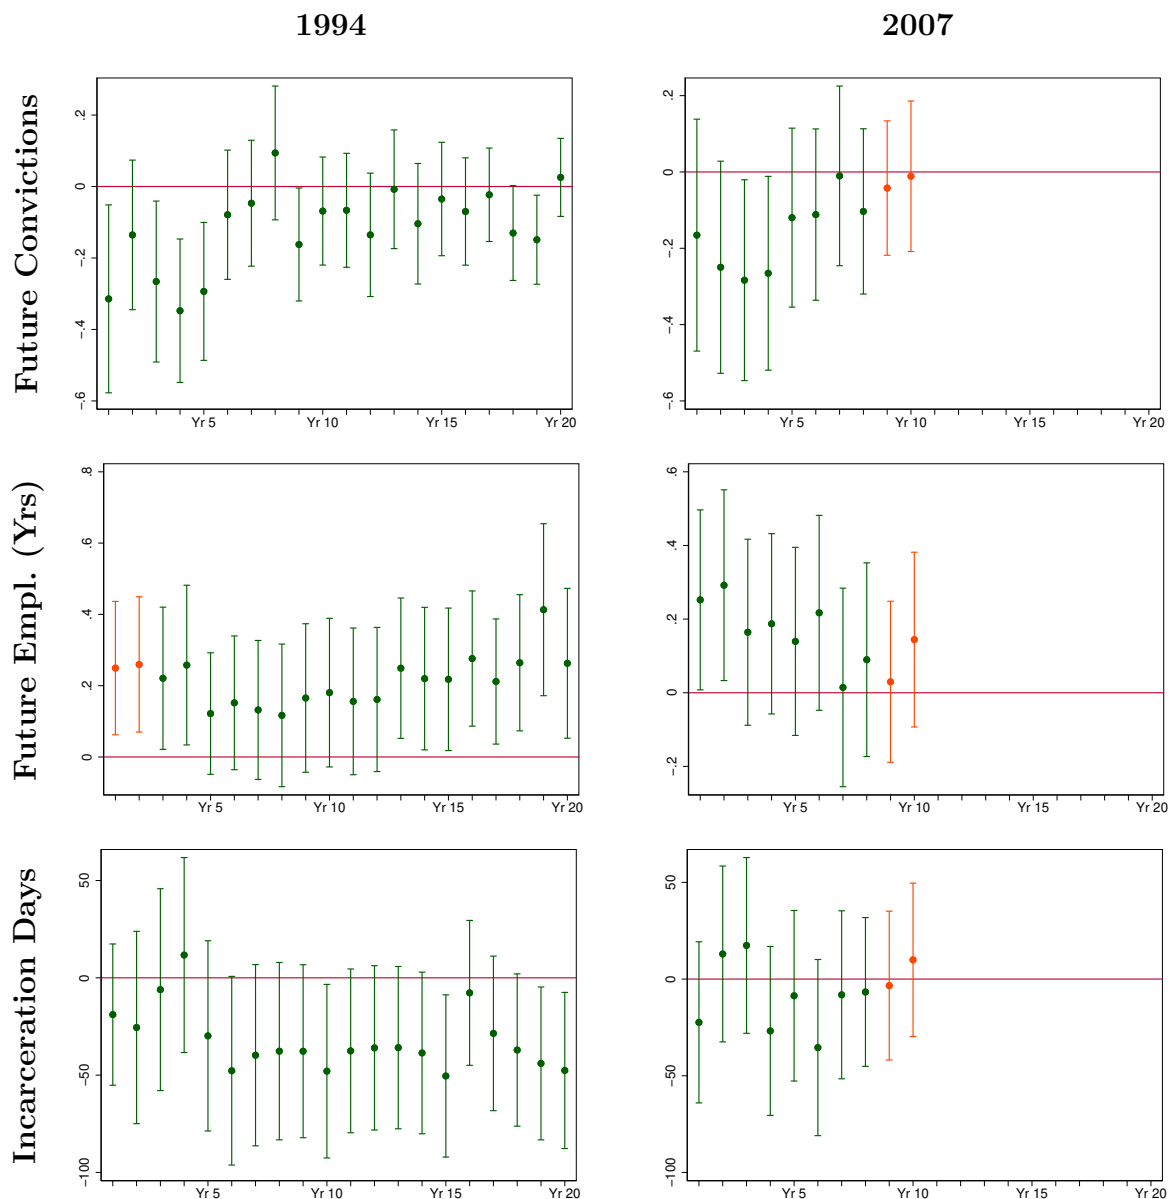 1994
2007
Future Convictions
.2
0
-.2
-.4
-.6
Yr 5
Yr 10
Yr 15
Yr 20
.2
0
-.2
-.4
-.6
Yr 5
Yr 10
Yr 15
Yr 20
Future Empl. (Yrs)
.8
.6
.4
.2
0
Yr 5
Yr 10
Yr 15
Yr 20
.6
.4
.2
0
-.2
Yr 5
Yr 10
Yr 15
Yr 20
Incarceration Days
50
0
-50
-100
Yr 5
Yr 10
Yr 15
Yr 20
50
0
-50
-100
Yr 5
Yr 10
Yr 15
Yr 20